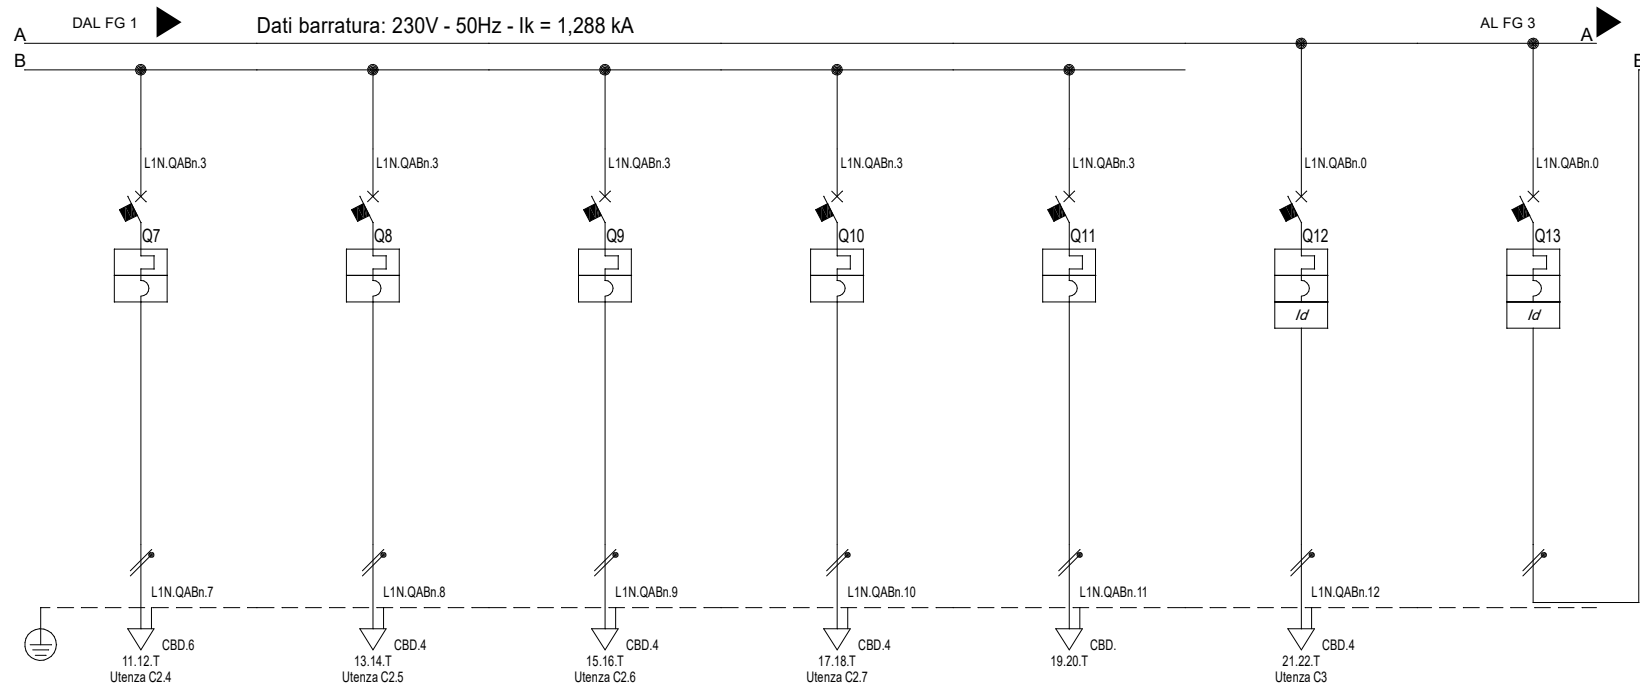 DAL FG 1
Dati barratura: 230V - 50Hz - Ik = 1,288 kA
AL FG 3
A
A
B
B
L1N.QABn.3
L1N.QABn.3
L1N.QABn.3
L1N.QABn.3
L1N.QABn.3
L1N.QABn.0
L1N.QABn.0
Q7
Q8
Q9
Q10
Q11
Q12
Q13
Id
Id
L1N.QABn.7
L1N.QABn.8
L1N.QABn.9
L1N.QABn.10
L1N.QABn.11
L1N.QABn.12
CBD.6
CBD.4
CBD.4
CBD.4
CBD.
CBD.4
11.12.T
13.14.T
15.16.T
17.18.T
19.20.T
21.22.T
Utenza C2.4
Utenza C2.5
Utenza C2.6
Utenza C2.7
Utenza C3